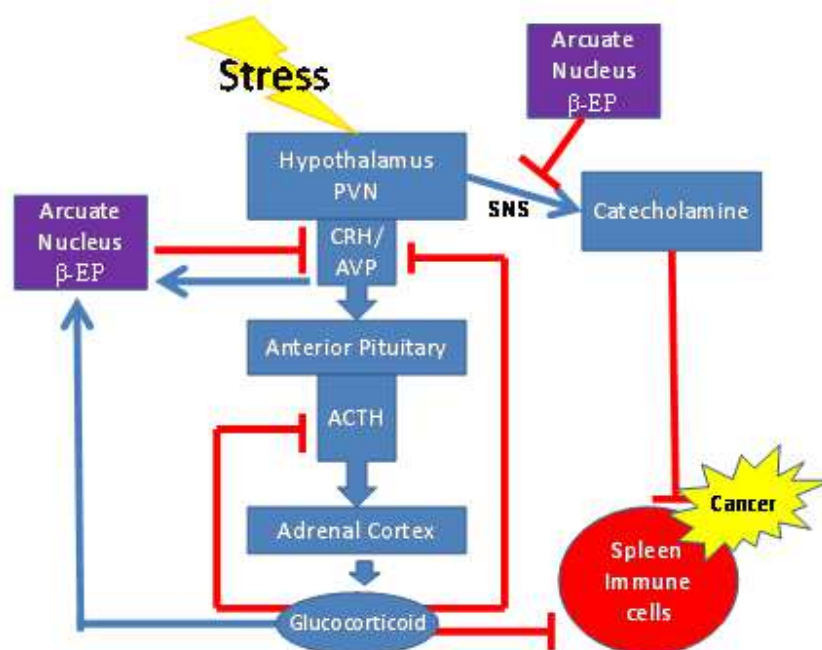 Stress
Arcuate
Nucleus
β-EP
Hypothalamus
PVN
SNS
Catecholamine
Arcuate
Nucleus
β-EP
CRH/
AVP
Anterior Pituitary
ACTH
Adrenal Cortex
Glucocorticoid
Cancer
Spleen
Immune
cells